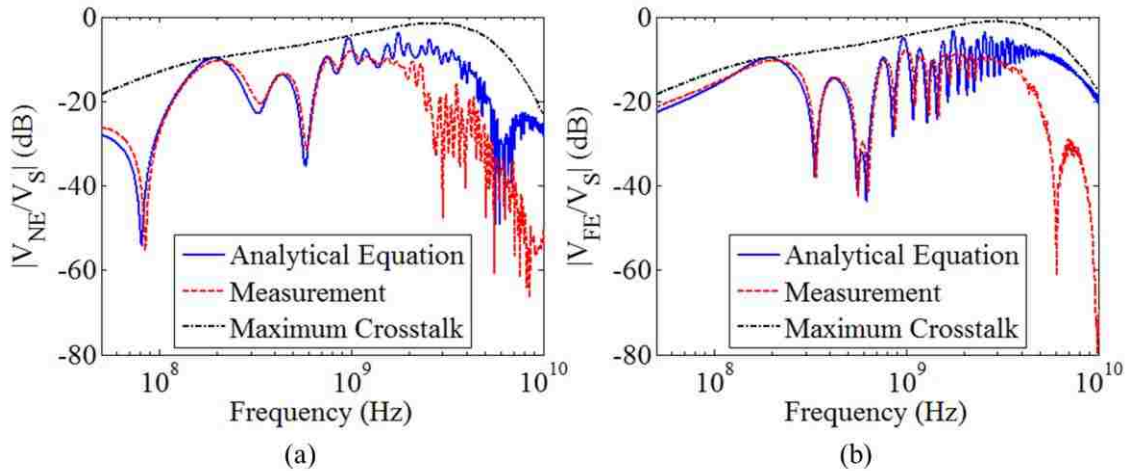 |V_NE/V_S| (dB)
0
-20
-40
-60
-80
Analytical Equation
Measurement
Maximum Crosstalk
10^8
10^9
10^10
Frequency (Hz)
(a)
|V_FE/V_S| (dB)
0
-20
-40
-60
-80
Analytical Equation
Measurement
Maximum Crosstalk
10^8
10^9
10^10
Frequency (Hz)
(b)